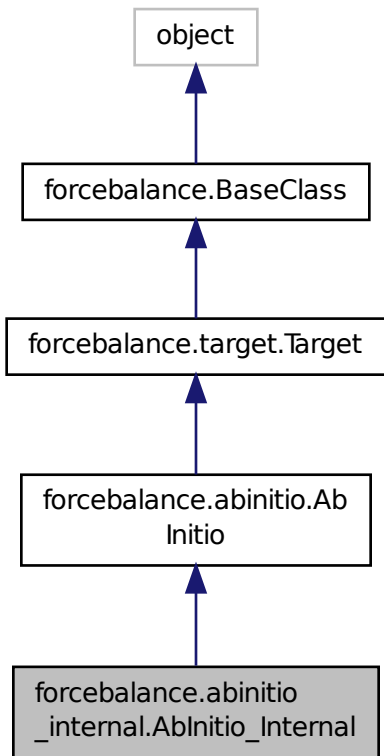 object
forcebalance.BaseClass
forcebalance.target.Target
forcebalance.abinitio.Ab
Initio
forcebalance.abinitio
_internal.AbInitio_Internal